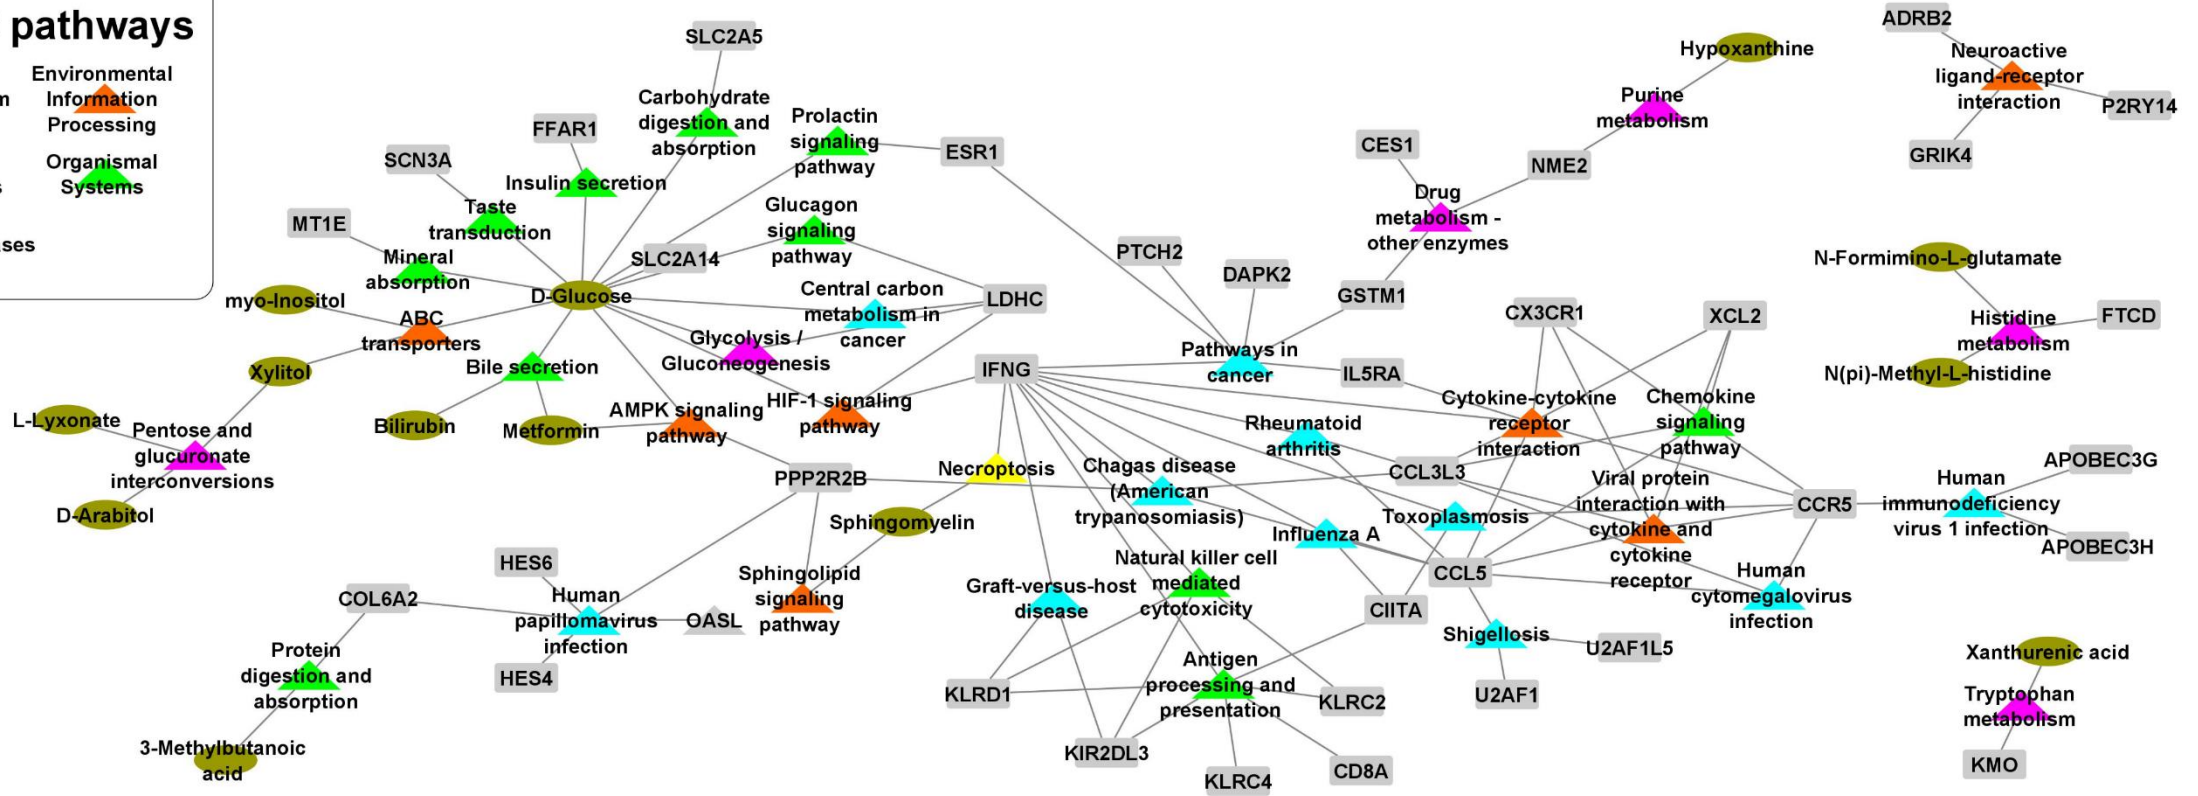 pathways
Environmental
Information
Processing
Organismal
Systems
m
s
ases
SLC2A5
Carbohydrate
digestion and
absorption
FFAR1
SCN3A
Insulin secretion
Taste
transduction
MT1E
Mineral
absorption
Prolactin
signaling
pathway
ESR1
Glucagon
signaling
pathway
SLC2A14
D-Glucose
myo-Inositol
ABC
transporters
Central carbon
metabolism in
cancer
LDHC
Glycolysis /
Gluconeogenesis
Xylitol
Bile secretion
Bilirubin
Metformin
AMPK signaling
pathway
HIF-1 signaling
pathway
L-Lyxonate
Pentose and
glucuronate
interconversions
D-Arabitol
IFNG
PPP2R2B
Necroptosis
Sphingomyelin
Sphingolipid
signaling
pathway
HES6
COL6A2
Human
papillomavirus
infection
OASL
HES4
Protein
digestion and
absorption
3-Methylbutanoic
acid
Hypoxanthine
Purine
metabolism
CES1
NME2
Drug
metabolism -
other enzymes
GSTM1
PTCH2
DAPK2
Pathways in
cancer
IL5RA
CX3CR1
XCL2
Cytokine-cytokine
receptor
interaction
Chemokine
signaling
pathway
Rheumatoid
arthritis
CCL3L3
Chagas disease
(American
trypanosomiasis)
Influenza A
Toxoplasmosis
Viral protein
interaction with
cytokine and
cytokine
receptor
CCR5
Human
immunodeficiency
virus 1 infection
APOBEC3G
APOBEC3H
CCL5
Human
cytomegalovirus
infection
Natural killer cell
mediated
cytotoxicity
Graft-versus-host
disease
CIITA
Shigellosis
U2AF1L5
U2AF1
Antigen
processing and
presentation
KLRD1
KLRC2
KIR2DL3
KLRC4
CD8A
ADRB2
Neuroactive
ligand-receptor
interaction
P2RY14
GRIK4
N-Formimino-L-glutamate
Histidine
metabolism
FTCD
N(pi)-Methyl-L-histidine
Xanthurenic acid
Tryptophan
metabolism
KMO